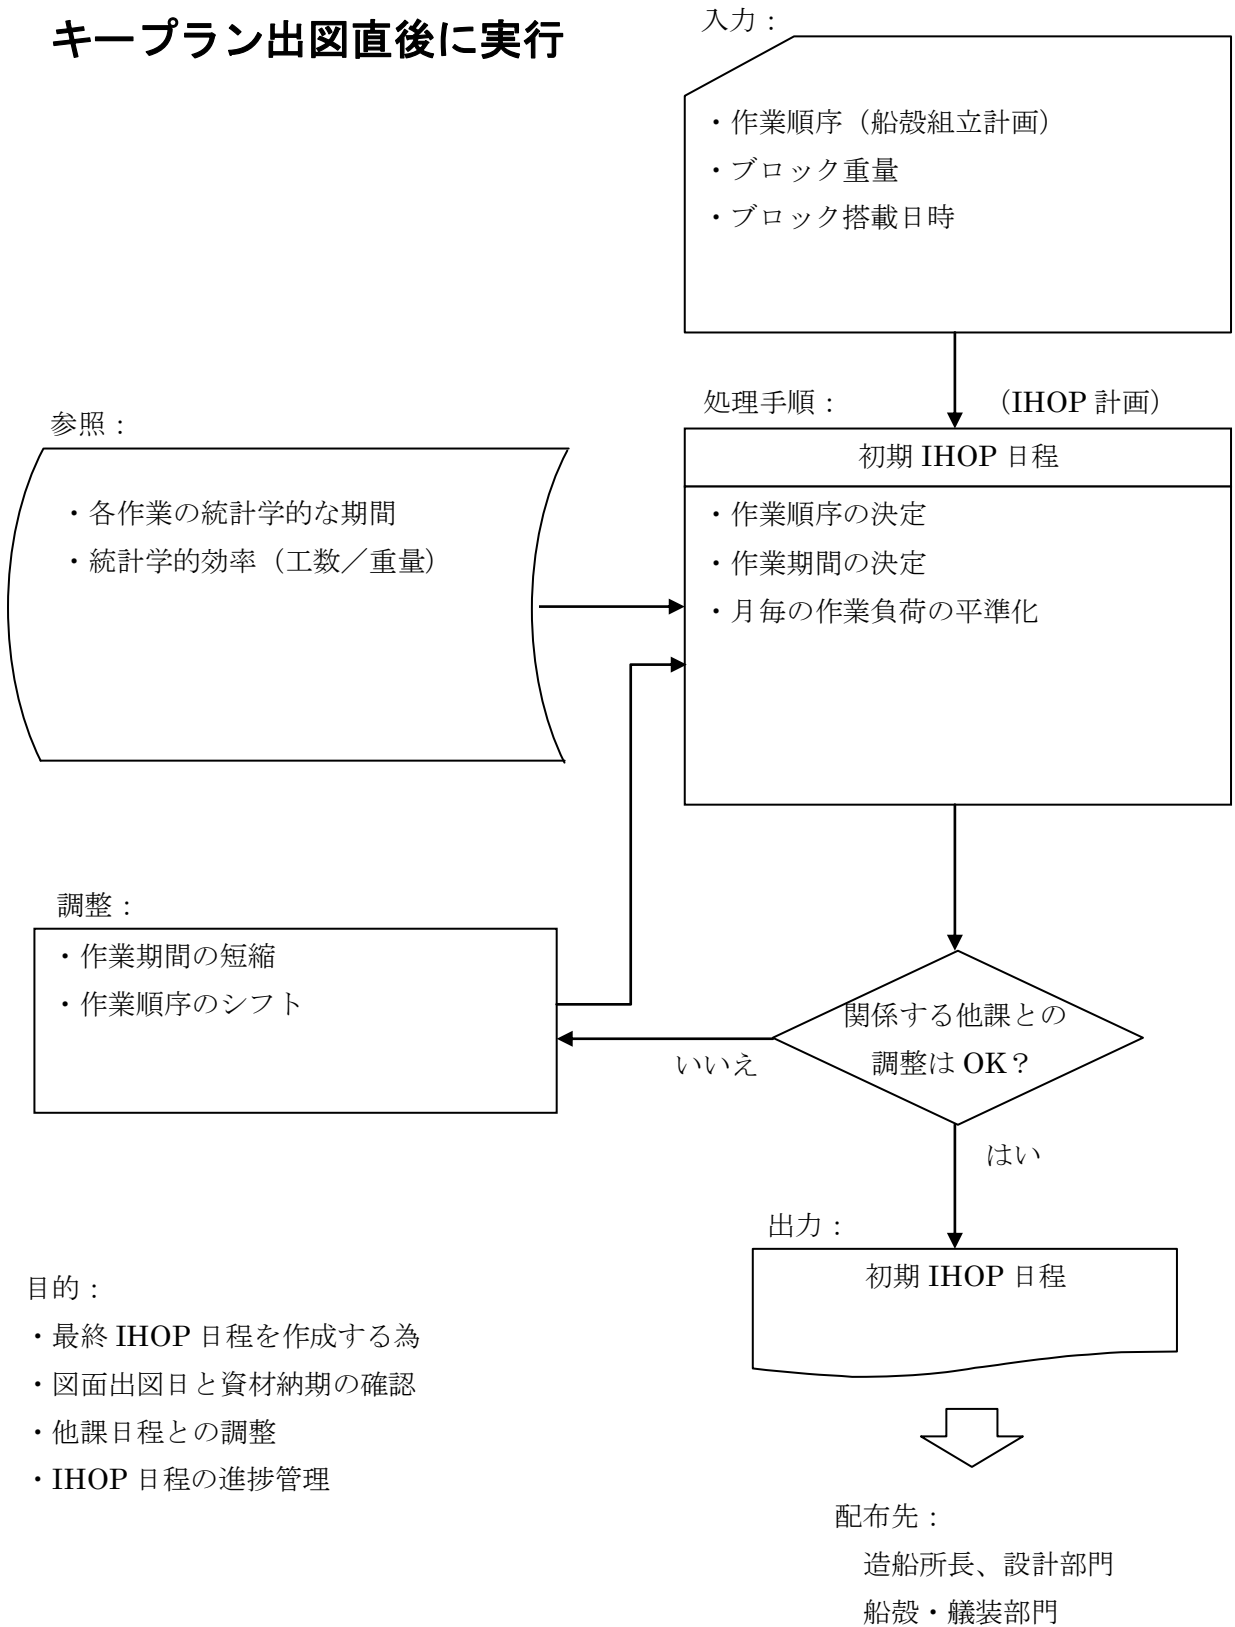 キープラン出図直後に実行
入力：
・作業順序（船殻組立計画）
・ブロック重量
・ブロック搭載日時
処理手順： （IHOP 計画）
初期 IHOP 日程
・作業順序の決定
・作業期間の決定
・月毎の作業負荷の平準化
参照：
・各作業の統計学的な期間
・統計学的効率（工数／重量）
調整：
・作業期間の短縮
・作業順序のシフト
関係する他課との
調整は OK？
いいえ
はい
出力：
初期 IHOP 日程
目的：
・最終 IHOP 日程を作成する為
・図面出図日と資材納期の確認
・他課日程との調整
・IHOP 日程の進捗管理
配布先：
造船所長、設計部門
船殻・艤装部門